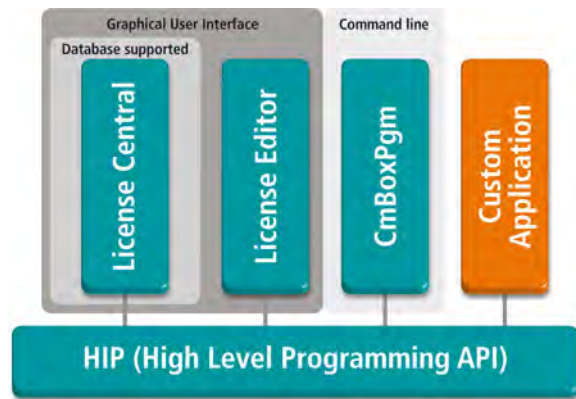 Graphical User Interface
Command line
Database supported
License Central
License Editor
CmBoxPgm
Custom
Application
HIP (High Level Programming API)